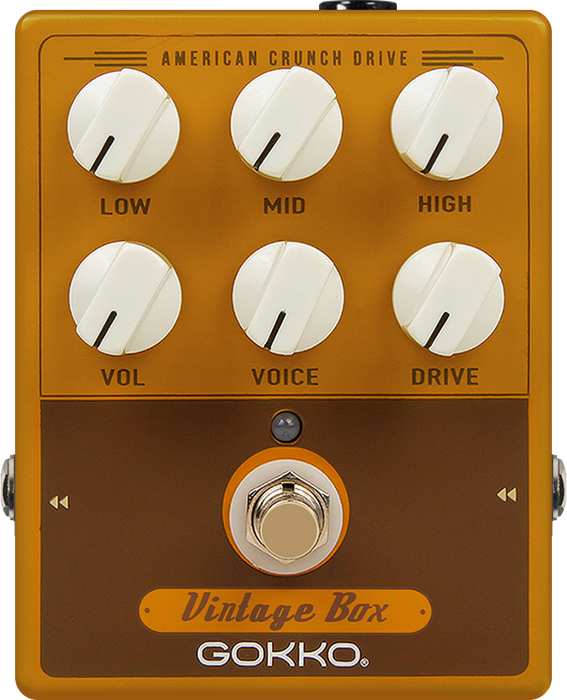 AMERICAN CRUNCH DRIVE
LOW MID HIGH
VOL VOICE DRIVE
Vintage Box
GOKKO®